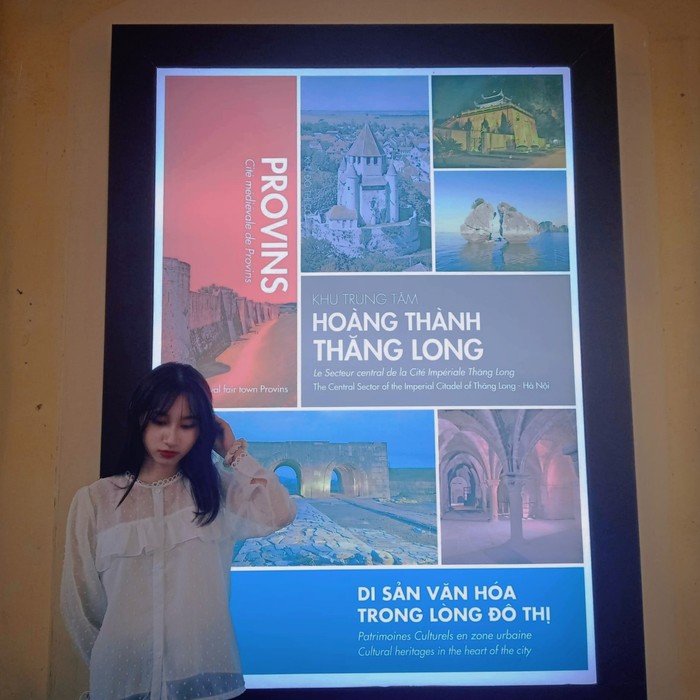 PROVINS
Cité médiévale de Provins
al fair town Provins
KHU TRUNG TÂM
HOÀNG THÀNH
THĂNG LONG
Le Secteur central de la Cité Impériale Thăng Long
The Central Sector of the Imperial Citadel of Thăng Long - Hà Nội
DI SẢN VĂN HÓA
TRONG LÒNG ĐÔ THỊ
Patrimoines Culturels en zone urbaine
Cultural heritages in the heart of the city